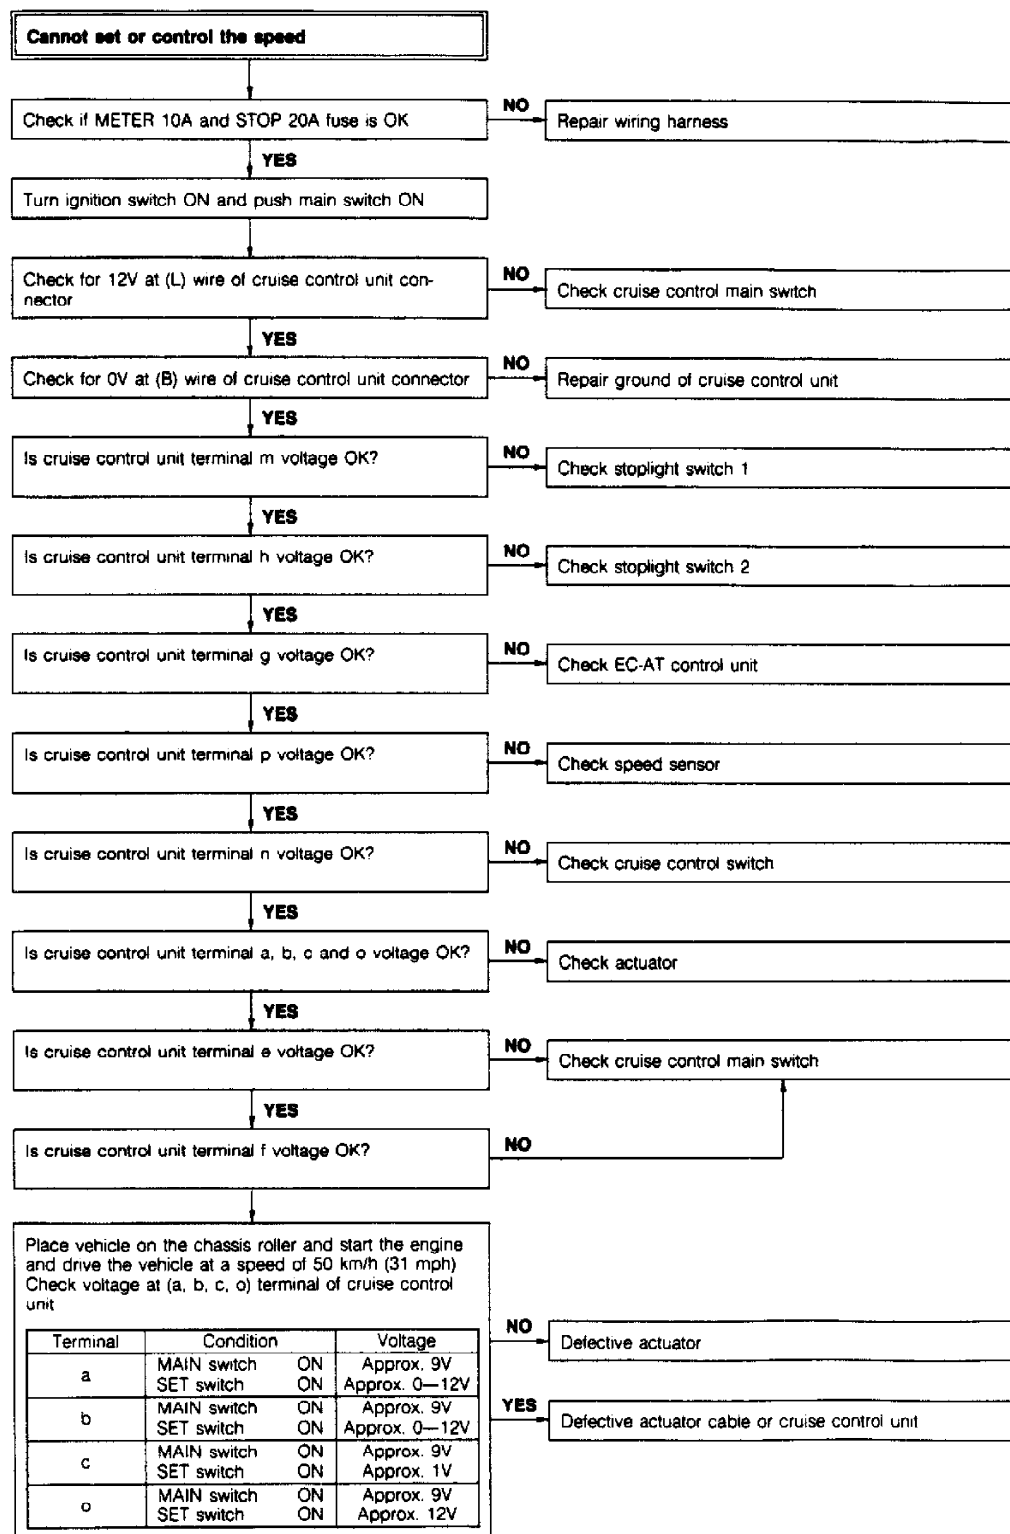 Cannot set or control the speed
Check if METER 10A and STOP 20A fuse is OK
NO
Repair wiring harness
YES
Turn ignition switch ON and push main switch ON
Check for 12V at (L) wire of cruise control unit con-
nector
NO
Check cruise control main switch
YES
Check for 0V at (B) wire of cruise control unit connector
NO
Repair ground of cruise control unit
YES
Is cruise control unit terminal m voltage OK?
NO
Check stoplight switch 1
YES
Is cruise control unit terminal h voltage OK?
NO
Check stoplight switch 2
YES
Is cruise control unit terminal g voltage OK?
NO
Check EC-AT control unit
YES
Is cruise control unit terminal p voltage OK?
NO
Check speed sensor
YES
Is cruise control unit terminal n voltage OK?
NO
Check cruise control switch
YES
Is cruise control unit terminal a, b, c and o voltage OK?
NO
Check actuator
YES
Is cruise control unit terminal e voltage OK?
NO
Check cruise control main switch
YES
Is cruise control unit terminal f voltage OK?
NO
Place vehicle on the chassis roller and start the engine
and drive the vehicle at a speed of 50 km/h (31 mph)
Check voltage at (a, b, c, o) terminal of cruise control
unit
Terminal Condition Voltage
a
MAIN switch ON Approx. 9V
SET switch ON Approx. 0—12V
b
MAIN switch ON Approx. 9V
SET switch ON Approx. 0—12V
c
MAIN switch ON Approx. 9V
SET switch ON Approx. 1V
o
MAIN switch ON Approx. 9V
SET switch ON Approx. 12V
NO
Defective actuator
YES
Defective actuator cable or cruise control unit